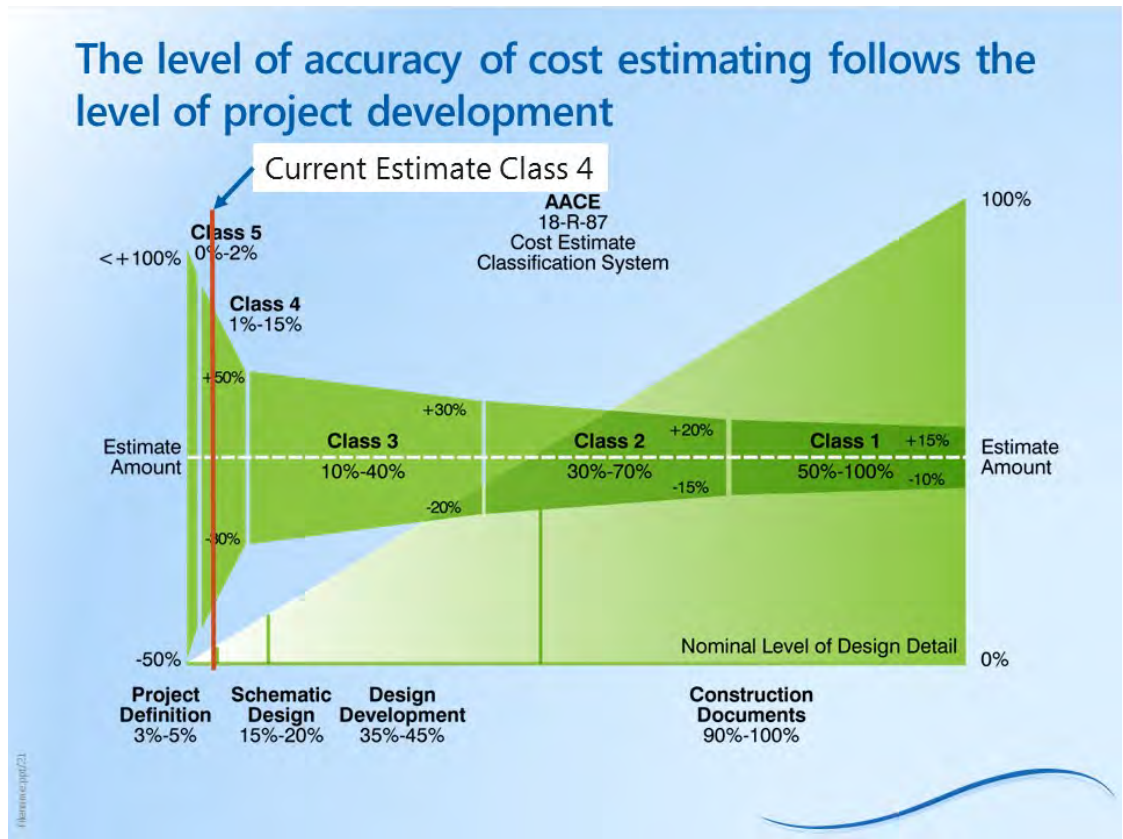 The level of accuracy of cost estimating follows the
level of project development
Current Estimate Class 4
AACE
18-R-87
Cost Estimate
Classification System
100%
Class 5
0%-2%
<+100%
Class 4
1%-15%
+50%
+30%
+20%
+15%
Estimate
Amount
Class 3
10%-40%
Class 2
30%-70%
Class 1
50%-100%
Estimate
Amount
-30%
-20%
-15%
-10%
-50%
Nominal Level of Design Detail
0%
Project
Definition
3%-5%
Schematic
Design
15%-20%
Design
Development
35%-45%
Construction
Documents
90%-100%